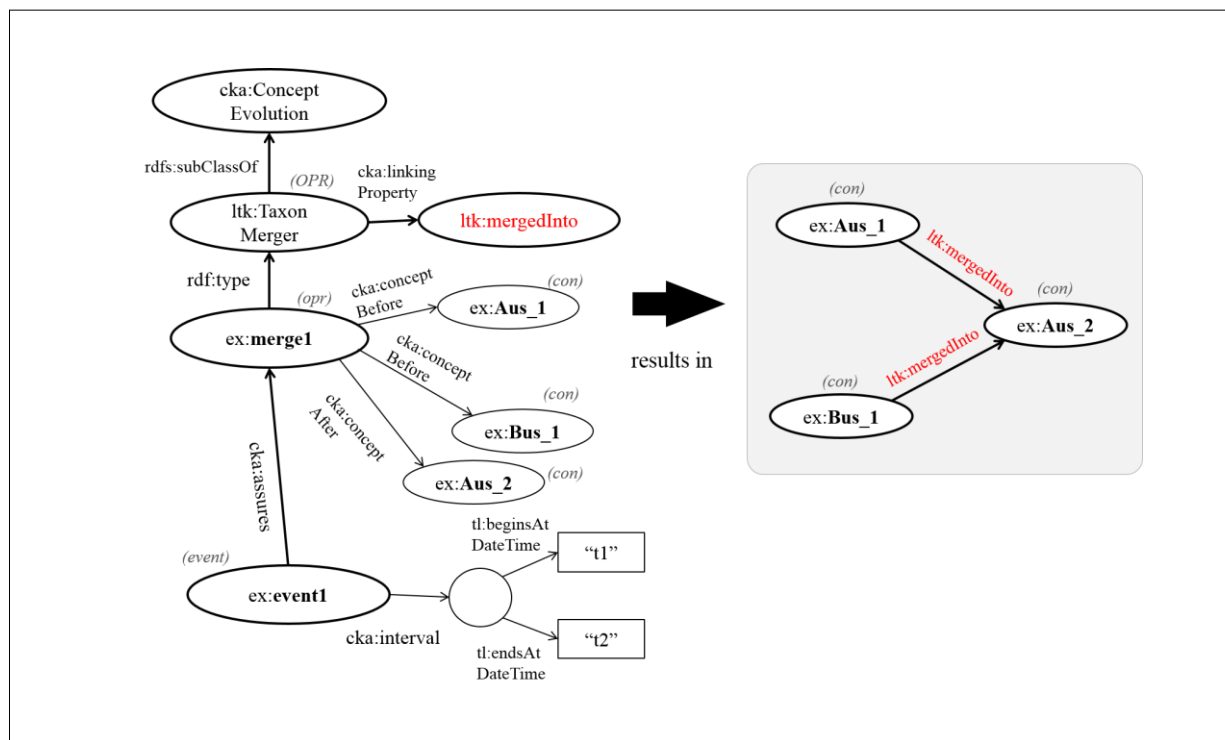 cka:Concept
Evolution
rdfs:subClassOf
(OPR)
cka:linking
Property
ltk:Taxon
Merger
ltk:mergedInto
rdf:type
(opr)
cka:concept
Before
(con)
ex:Aus_1
ex:merge1
cka:concept
Before
ex:Bus_1
cka:concept
After
ex:Aus_2
(con)
cka:assures
(event)
ex:event1
cka:interval
tl:beginsAt
DateTime
“t1”
tl:endsAt
DateTime
“t2”
results in
(con)
ex:Aus_1
ltk:mergedInto
(con)
ex:Aus_2
ltk:mergedInto
(con)
ex:Bus_1